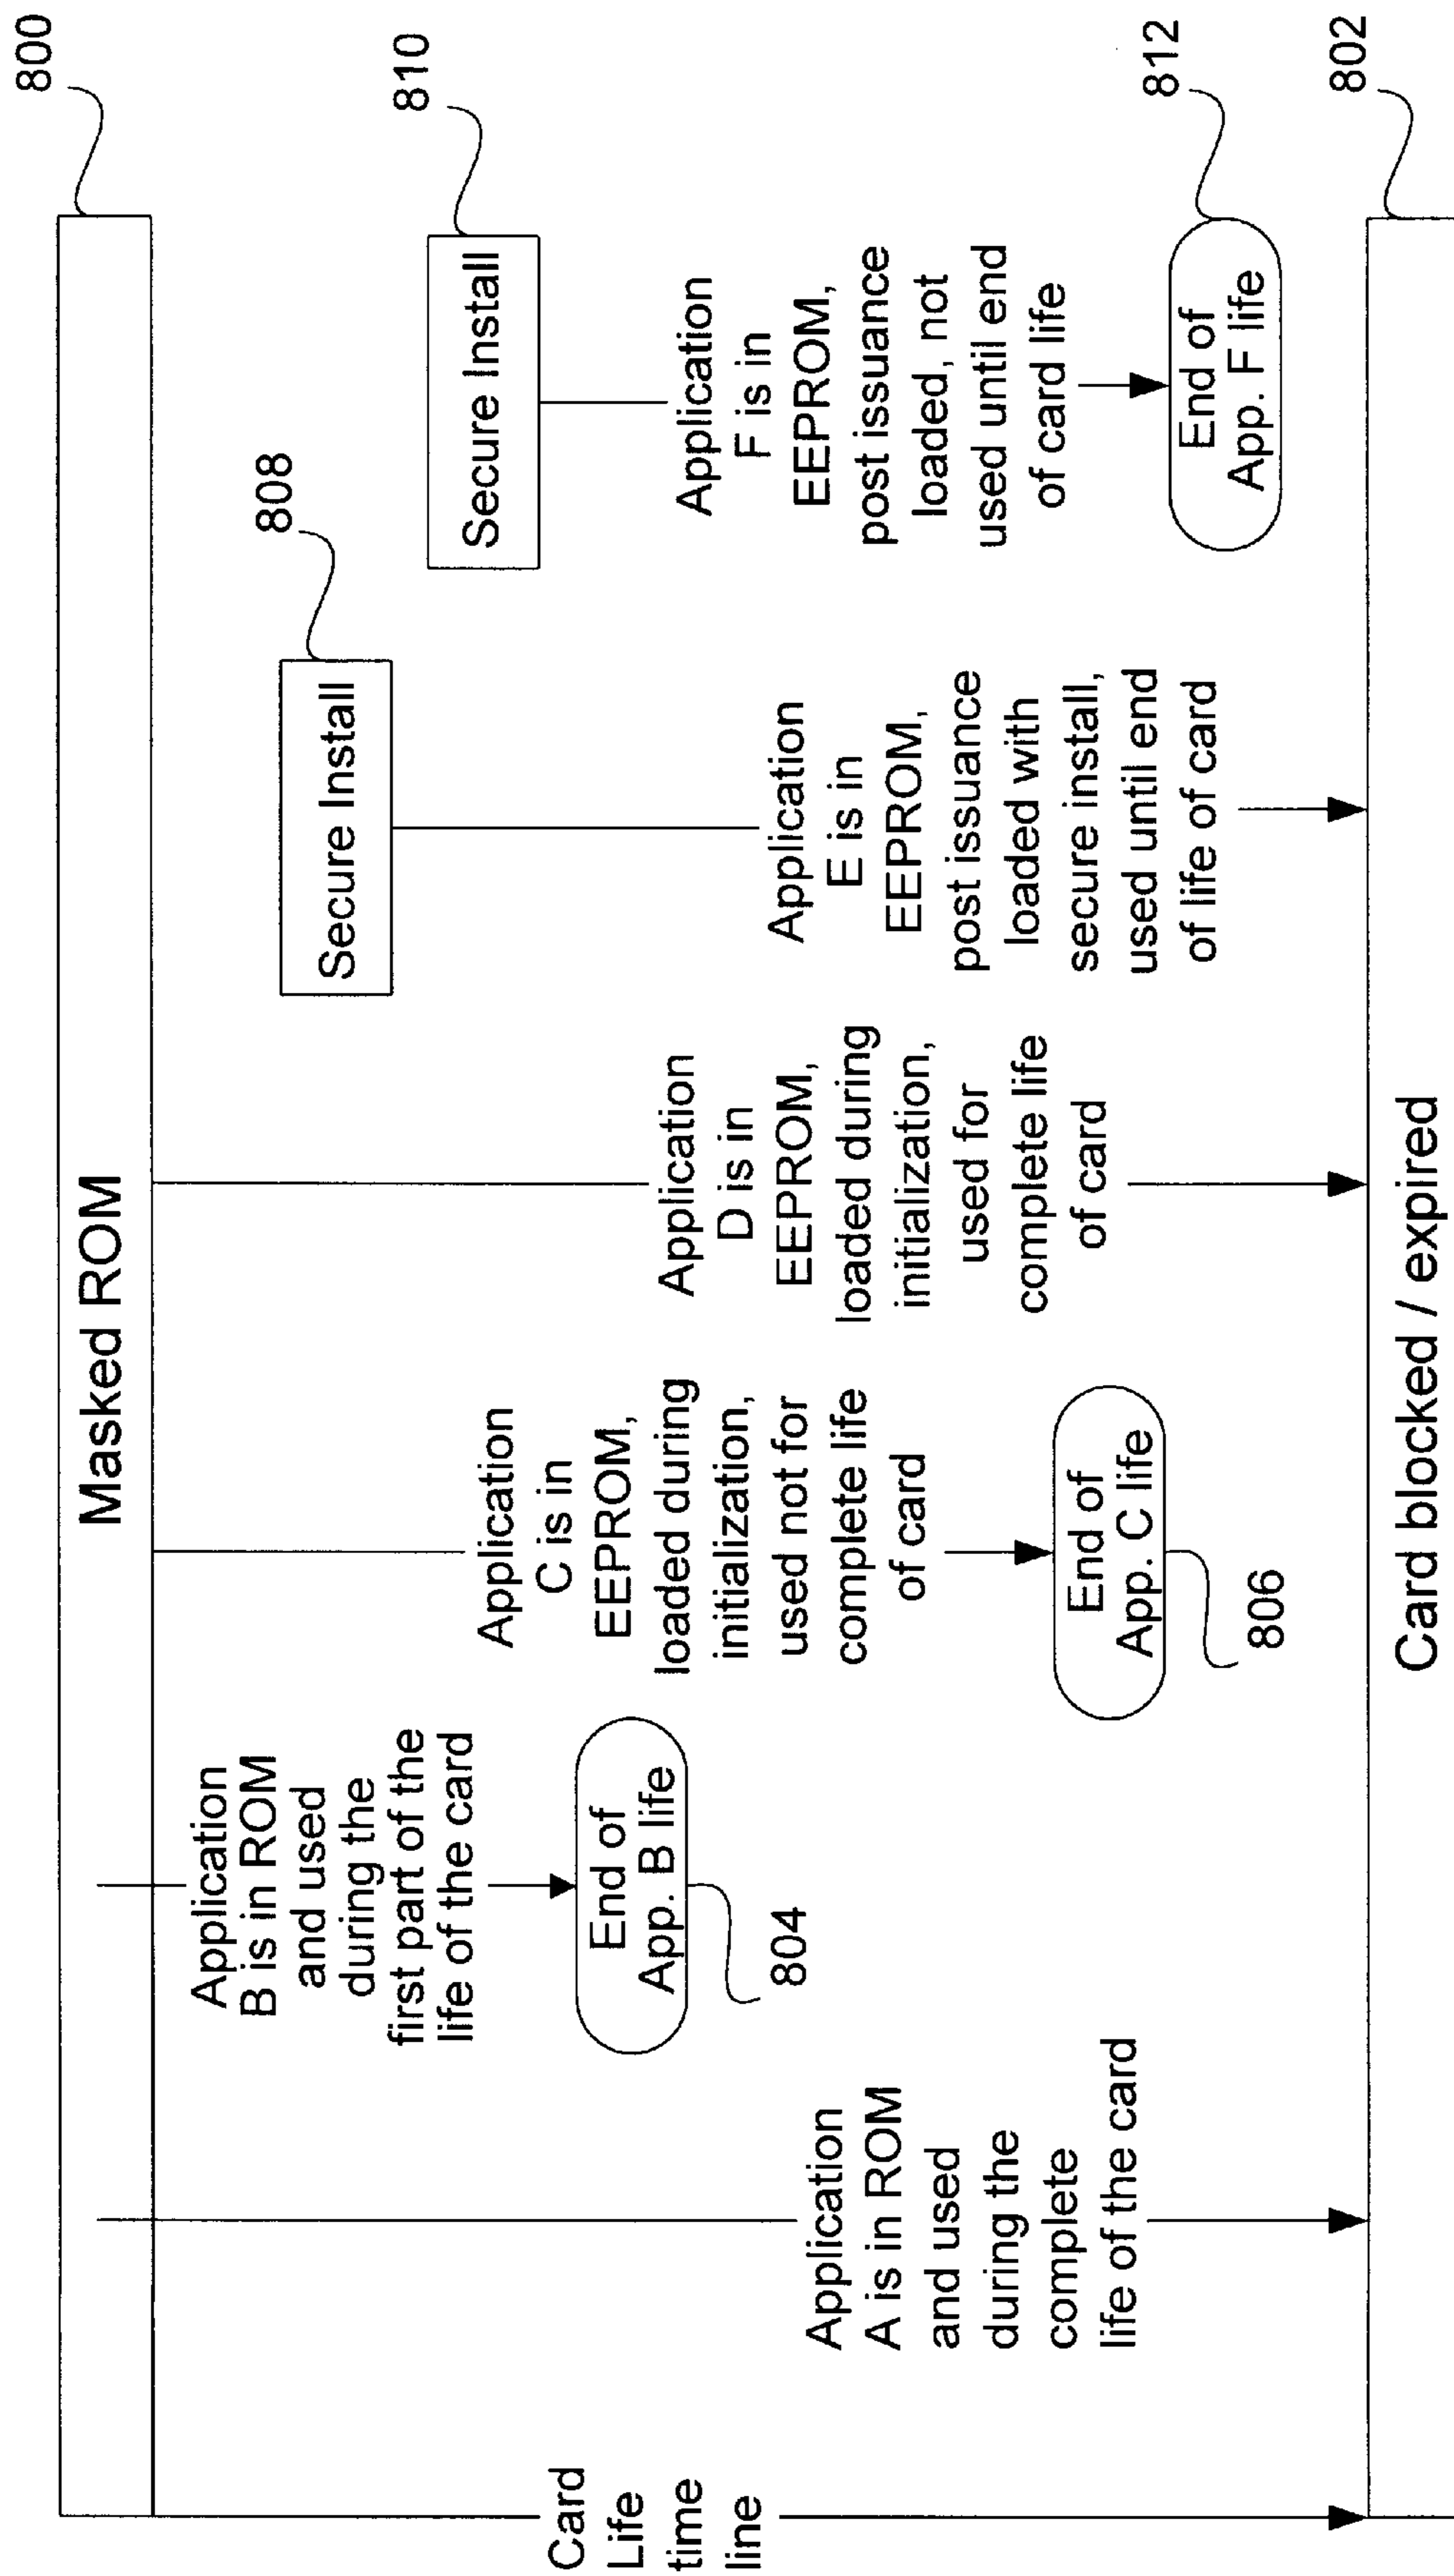 Masked ROM
800
Card
Life
time
line
Application
A is in ROM
and used
during the
complete
life of the card
Application
B is in ROM
and used
during the
first part of the
life of the card
End of
App. B life
804
Application
C is in
EEPROM,
loaded during
initialization,
used not for
complete life
of card
End of
App. C life
806
Application
D is in
EEPROM,
loaded during
initialization,
used for
complete life
of card
Secure Install
808
Application
E is in
EEPROM,
post issuance
loaded with
secure install,
used until end
of life of card
Secure Install
810
Application
F is in
EEPROM,
post issuance
loaded, not
used until end
of card life
End of
App. F life
812
Card blocked / expired
802